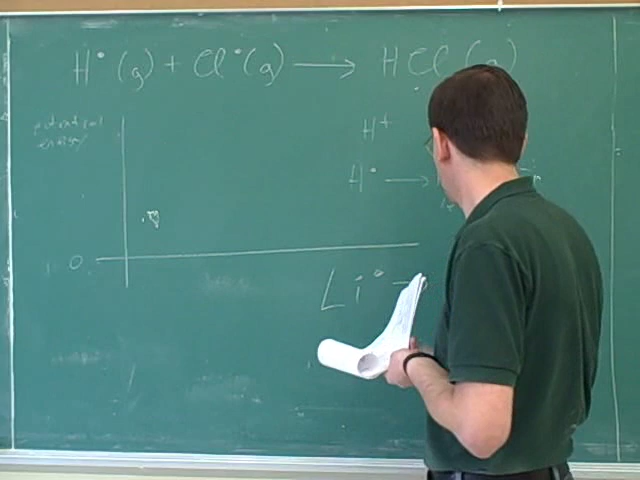 H• (g) + Cl• (g) ⟶ HCl (g)
potential
energy
H+
H• ⟶
0
Li°